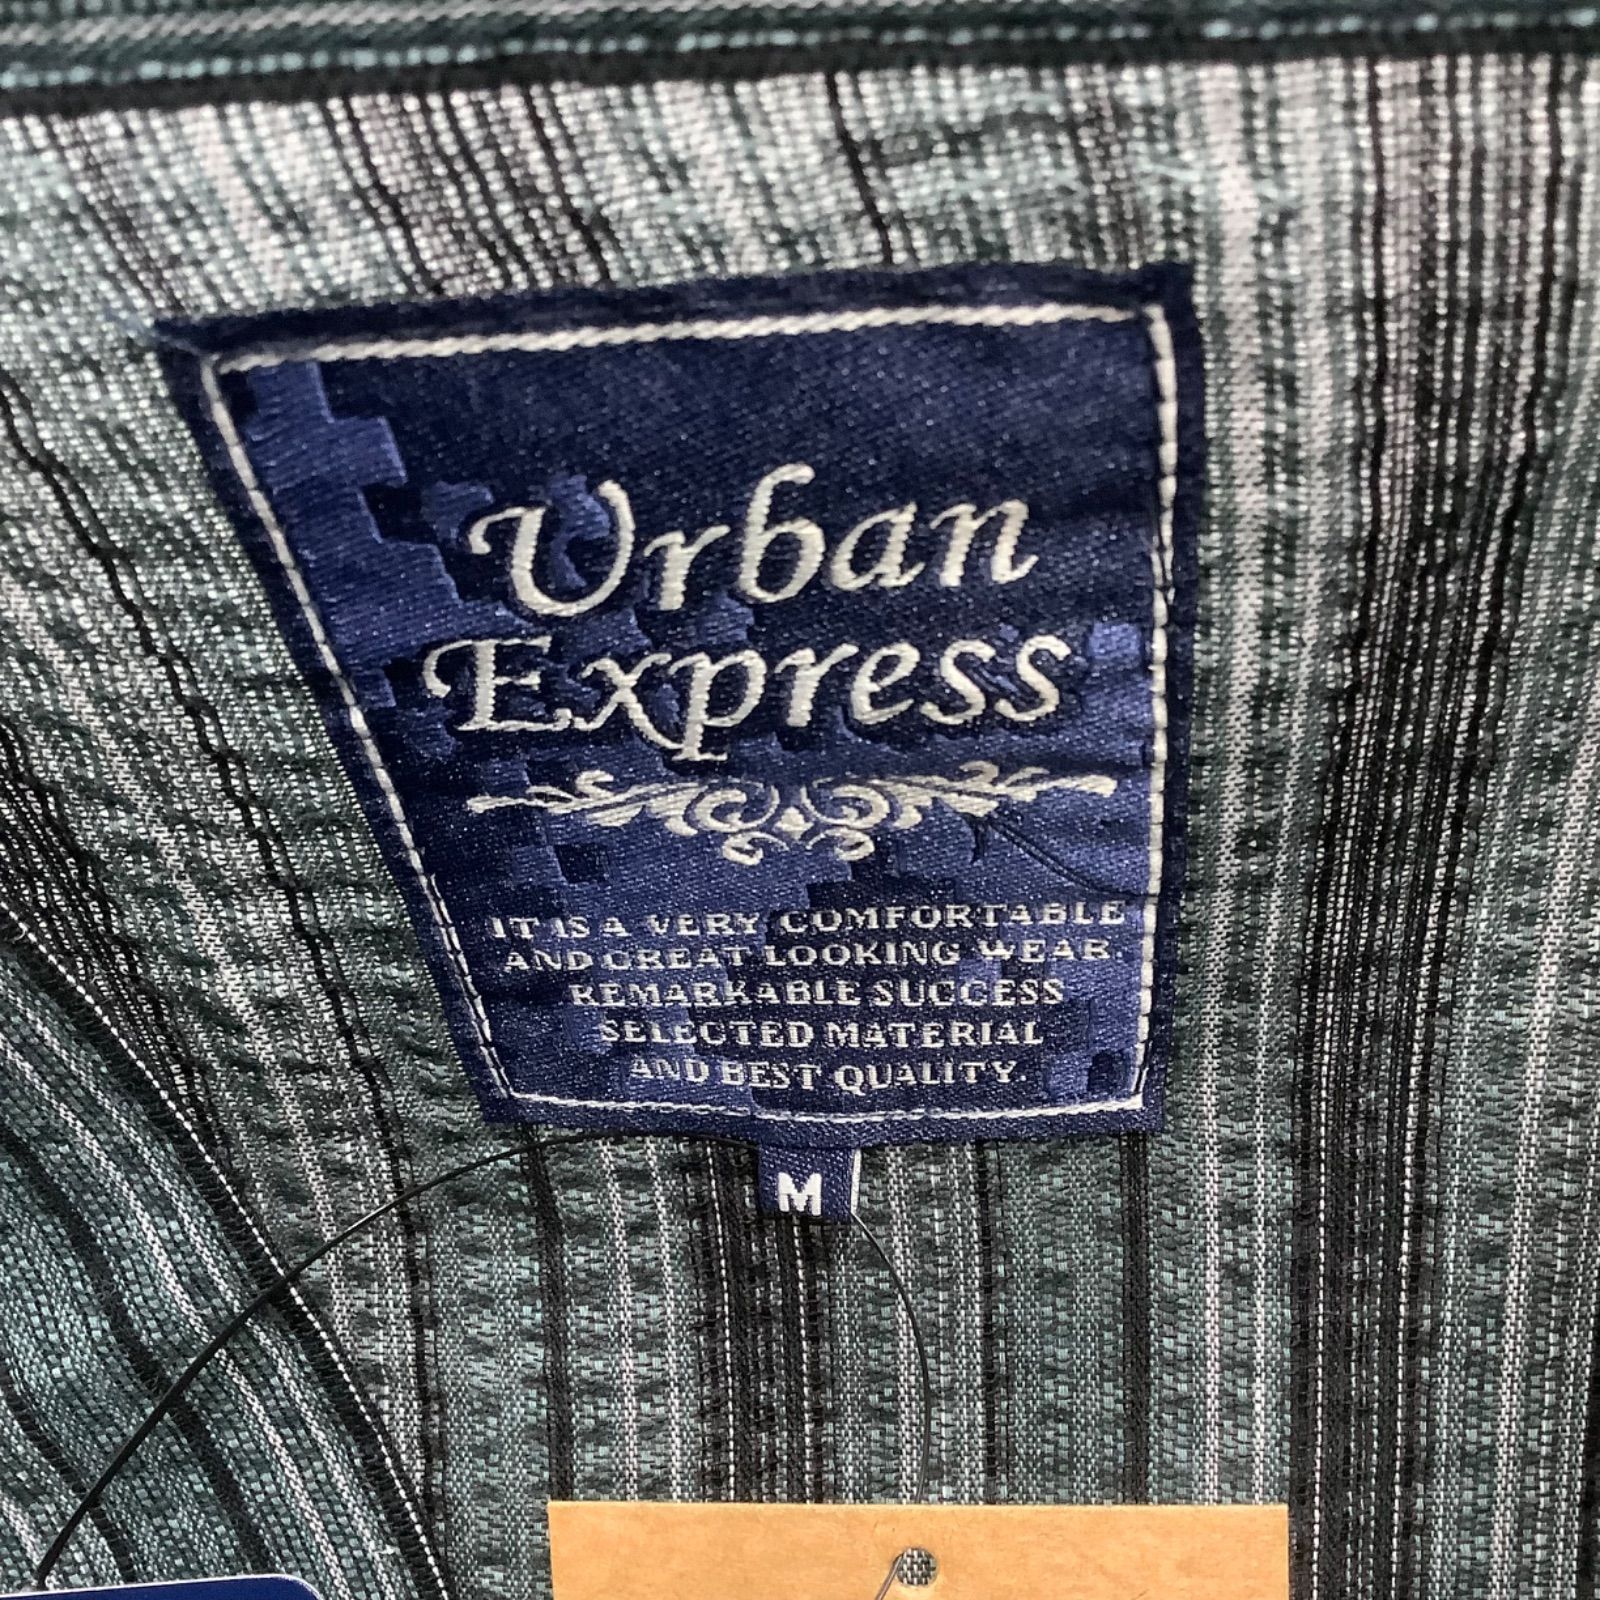 Urban
Express
IT IS A VERY COMFORTABLE
AND GREAT LOOKING WEAR.
REMARKABLE SUCCESS
SELECTED MATERIAL
AND BEST QUALITY.
M